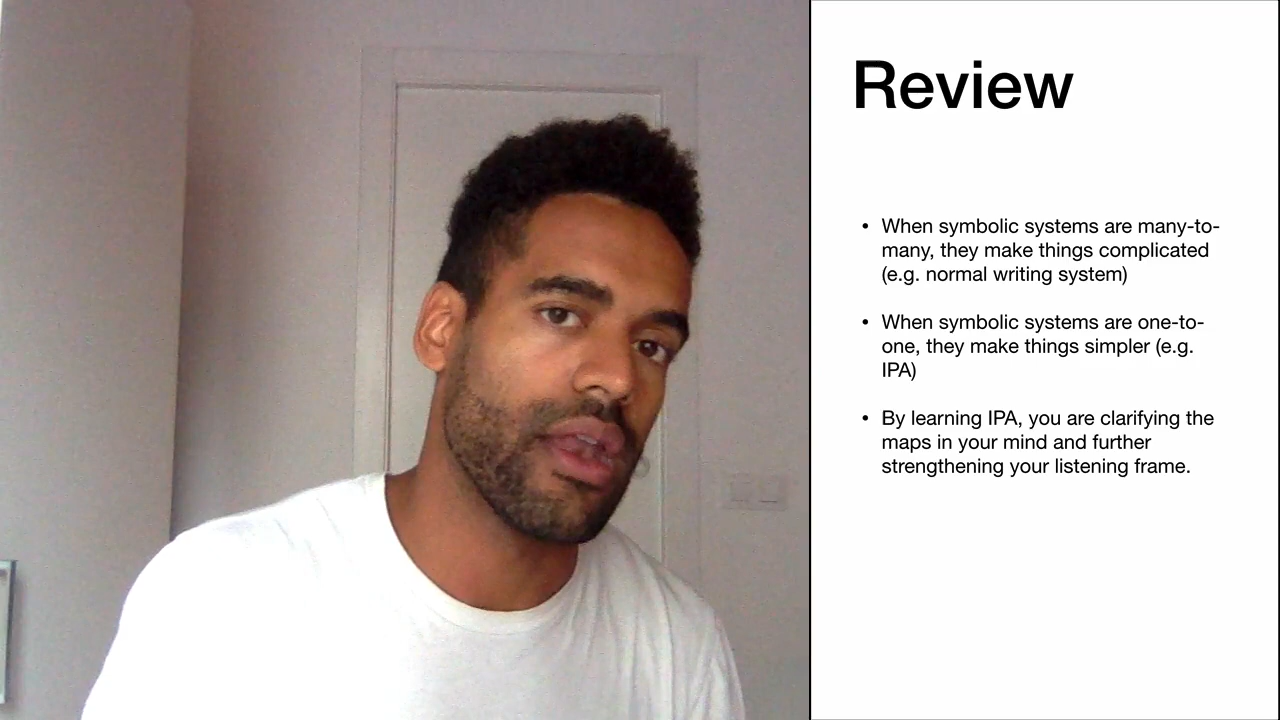 Review
• When symbolic systems are many-to-
many, they make things complicated
(e.g. normal writing system)
• When symbolic systems are one-to-
one, they make things simpler (e.g.
IPA)
• By learning IPA, you are clarifying the
maps in your mind and further
strengthening your listening frame.